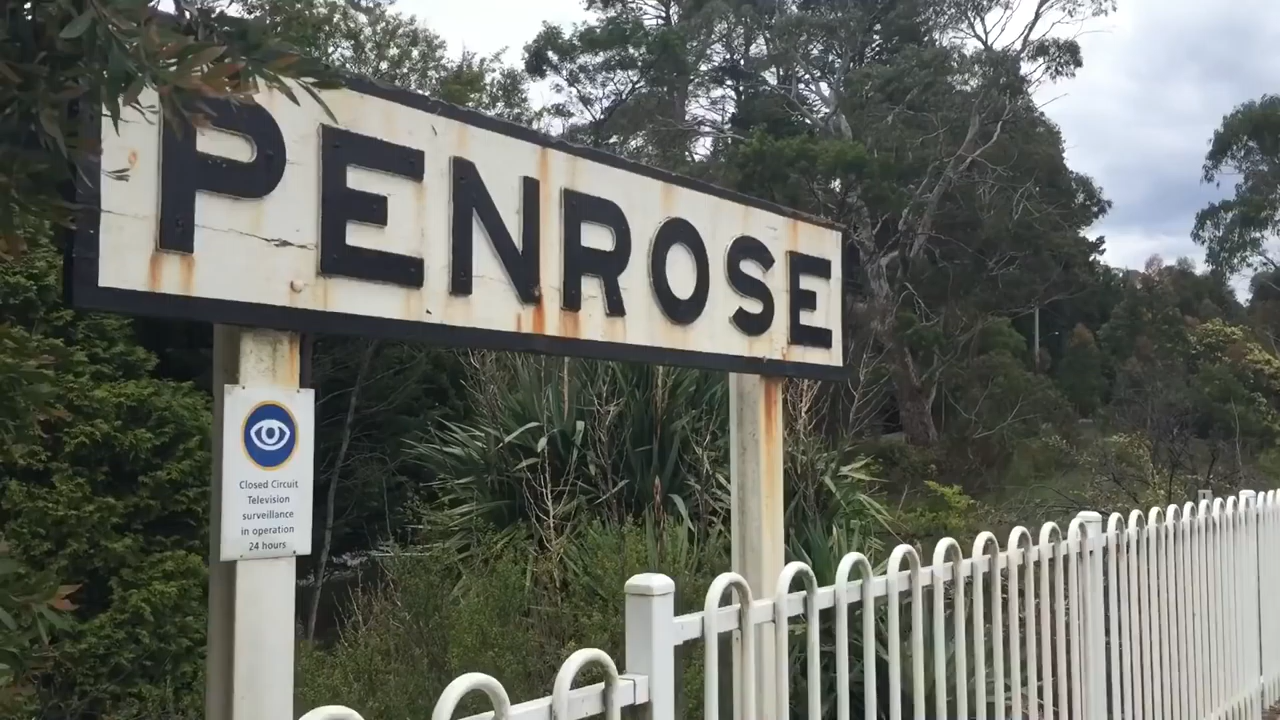 PENROSE
Closed Circuit
Television
surveillance
in operation
24 hours